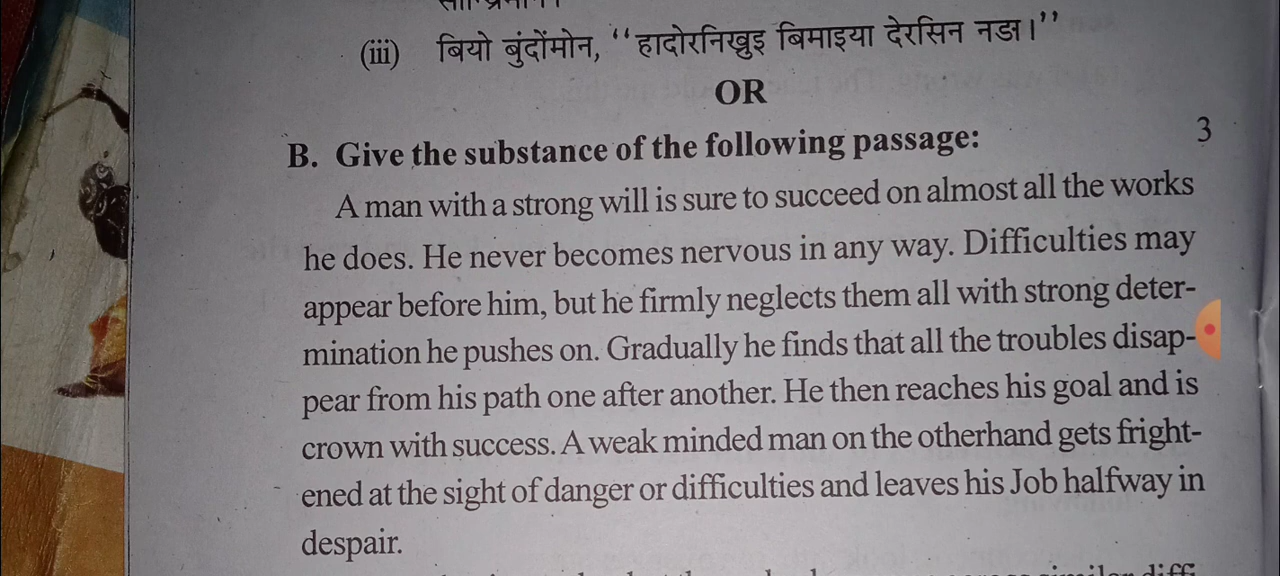 (iii) बियो बुंदोंमोन, ‘‘हादोरनिखु्रइ बिमाइया देरसिन नङा।’’
OR
B. Give the substance of the following passage: 3
A man with a strong will is sure to succeed on almost all the works
he does. He never becomes nervous in any way. Difficulties may
appear before him, but he firmly neglects them all with strong deter-
mination he pushes on. Gradually he finds that all the troubles disap-
pear from his path one after another. He then reaches his goal and is
crown with success. A weak minded man on the otherhand gets fright-
ened at the sight of danger or difficulties and leaves his Job halfway in
despair.